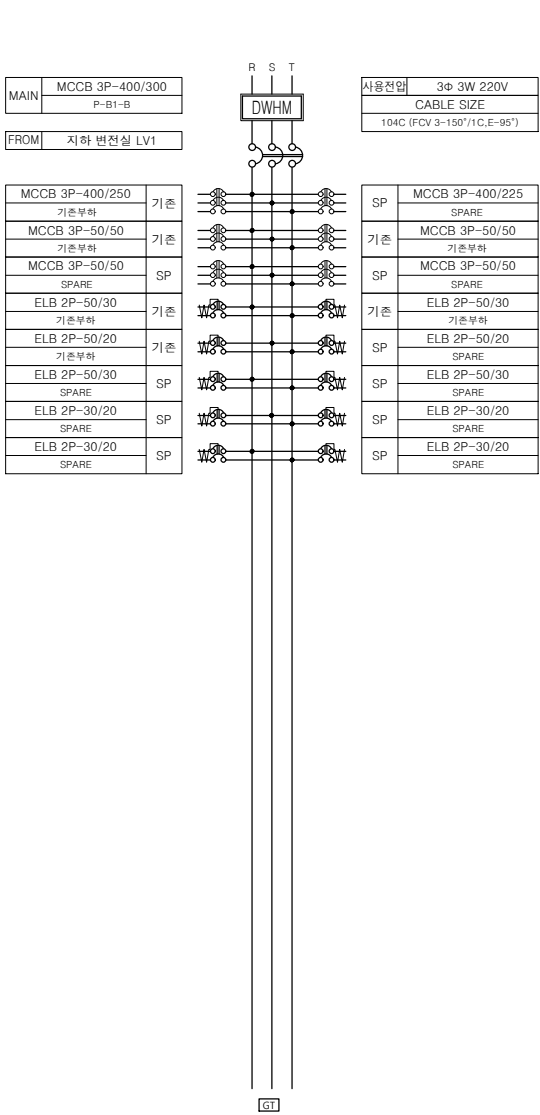 R S T
MAIN
MCCB 3P-400/300
P-B1-B
DWHM
사용전압
3Φ 3W 220V
CABLE SIZE
104C (FCV 3-150°/1C,E-95°)
FROM
지하 변전실 LV1
MCCB 3P-400/250
기존부하
기존
SP
MCCB 3P-400/225
SPARE
MCCB 3P-50/50
기존부하
기존
기존
MCCB 3P-50/50
기존부하
MCCB 3P-50/50
SPARE
SP
SP
MCCB 3P-50/50
SPARE
ELB 2P-50/30
기존부하
기존
기존
ELB 2P-50/30
기존부하
ELB 2P-50/20
기존부하
기존
SP
ELB 2P-50/20
SPARE
ELB 2P-50/30
SPARE
SP
SP
ELB 2P-50/30
SPARE
ELB 2P-30/20
SPARE
SP
SP
ELB 2P-30/20
SPARE
ELB 2P-30/20
SPARE
SP
SP
ELB 2P-30/20
SPARE
GT